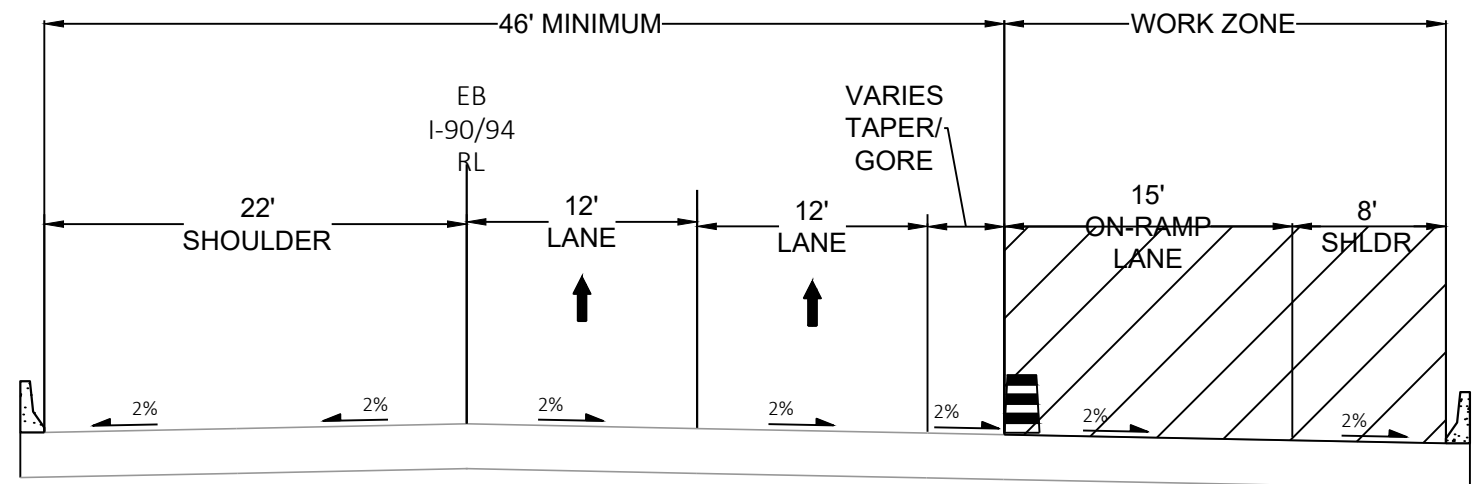 46' MINIMUM
WORK ZONE
EB
I-90/94
RL
VARIES
TAPER/
GORE
22'
SHOULDER
12'
LANE
12'
LANE
15'
ON-RAMP
LANE
8'
SHLDR
2%
2%
2%
2%
2%
2%
2%